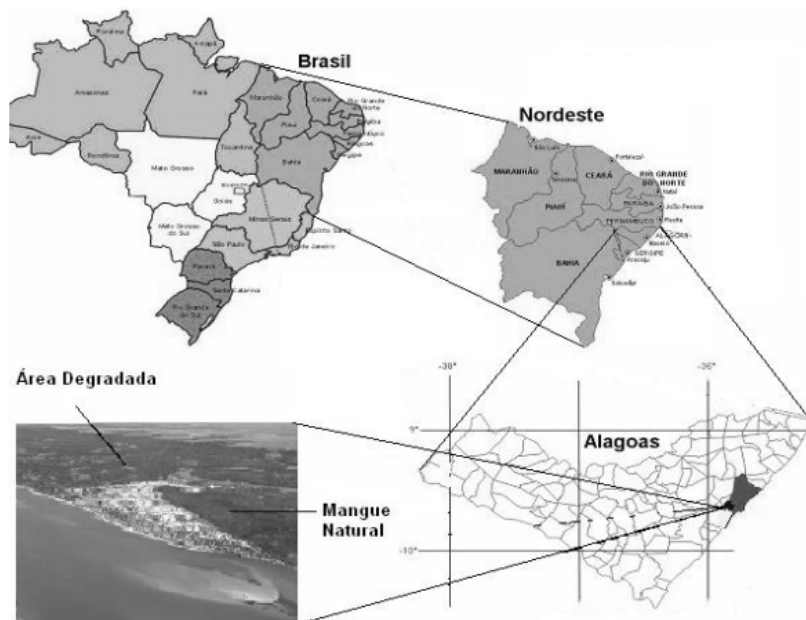 Roraima
Amapá
Brasil
Amazonas
Pará
Maranhão
Ceará
Rio Grande
do Norte
Piauí
Pernambuco
Alagoas
Acre
Rondônia
Tocantins
Bahia
Mato Grosso
Goiás
Minas Gerais
Mato Grosso
do Sul
Espírito Santo
São Paulo
Rio de Janeiro
Paraná
Santa Catarina
Rio Grande
do Sul
Nordeste
São Luís
Fortaleza
MARANHÃO
CEARÁ
Teresina
RIO GRANDE
DO NORTE
Natal
PIAUÍ
PARAÍBA
João Pessoa
PERNAMBUCO
Recife
ALAGOAS
Maceió
SERGIPE
Aracaju
BAHIA
Salvador
-38°
-36°
9°
Alagoas
-10°
Área Degradada
Mangue
Natural